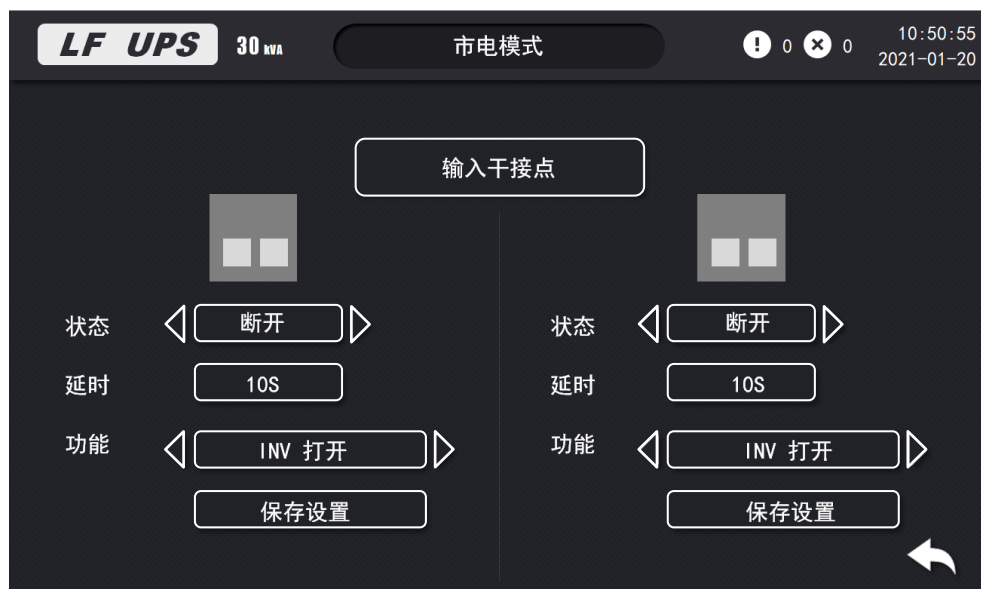 LF UPS 30 kVA 市电模式 ! 0 × 0 10:50:55
2021-01-20
输入干接点
状态 断开 状态 断开
延时 10S 延时 10S
功能 INV 打开 功能 INV 打开
保存设置 保存设置